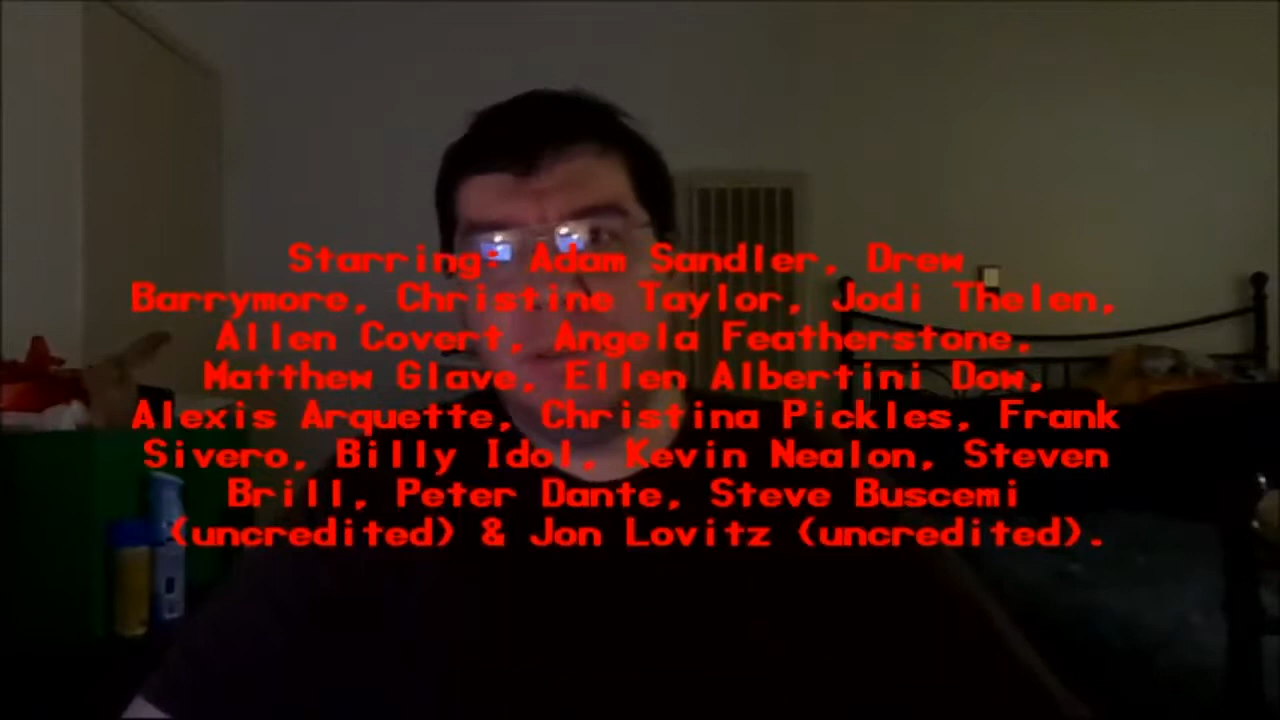 Starring: Adam Sandler, Drew
Barrymore, Christine Taylor, Jodi Thelen,
Allen Covert, Angela Featherstone,
Matthew Glave, Ellen Albertini Dow,
Alexis Arquette, Christina Pickles, Frank
Sivero, Billy Idol, Kevin Nealon, Steven
Brill, Peter Dante, Steve Buscemi
(uncredited) & Jon Lovitz (uncredited).